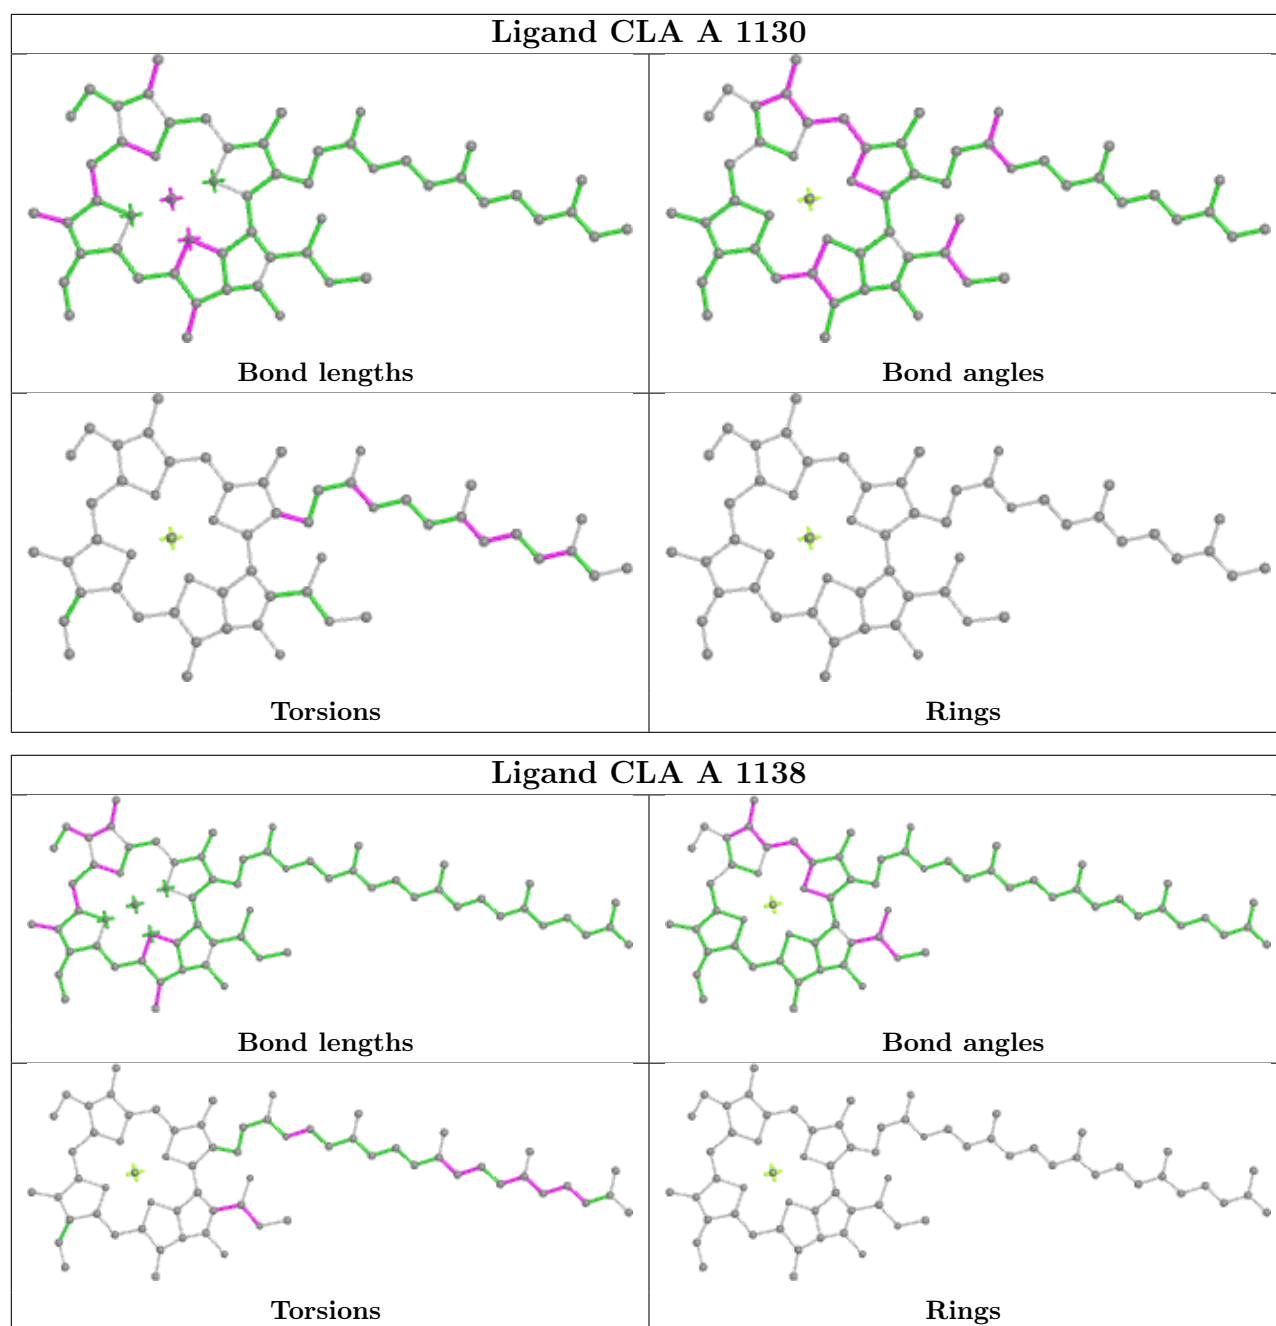 Ligand CLA A 1130
Bond lengths
Bond angles
Torsions
Rings
Ligand CLA A 1138
Bond lengths
Bond angles
Torsions
Rings